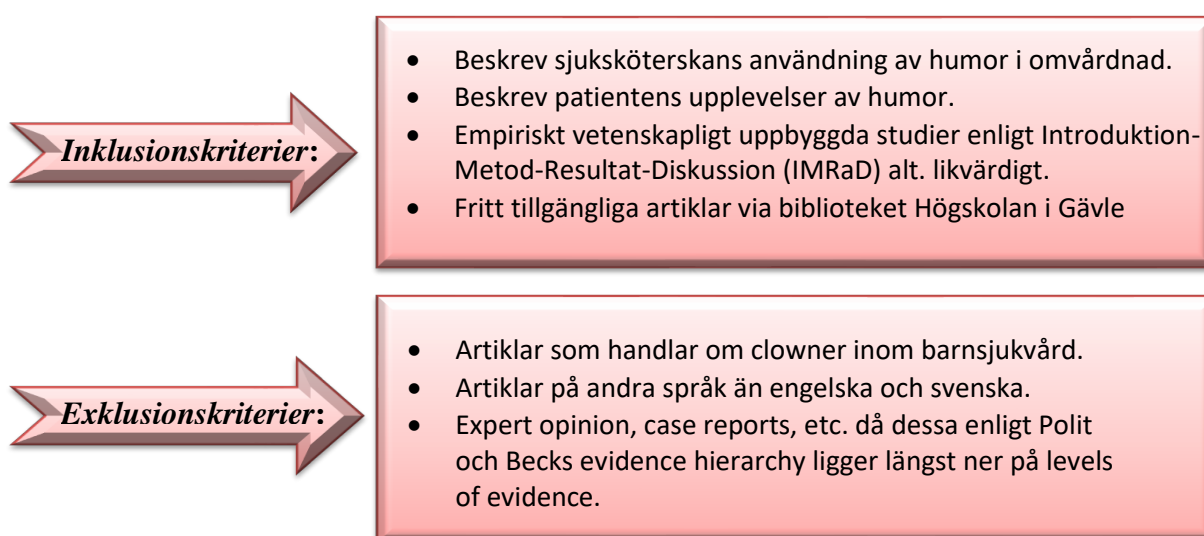 Inklusionskriterier:
• Beskrev sjuksköterskans användning av humor i omvårdnad.
• Beskrev patientens upplevelser av humor.
• Empiriskt vetenskapligt uppbyggda studier enligt Introduktion-
Metod-Resultat-Diskussion (IMRaD) alt. likvärdigt.
• Fritt tillgängliga artiklar via biblioteket Högskolan i Gävle
Exklusionskriterier:
• Artiklar som handlar om clowner inom barnsjukvård.
• Artiklar på andra språk än engelska och svenska.
• Expert opinion, case reports, etc. då dessa enligt Polit
och Becks evidence hierarchy ligger längst ner på levels
of evidence.